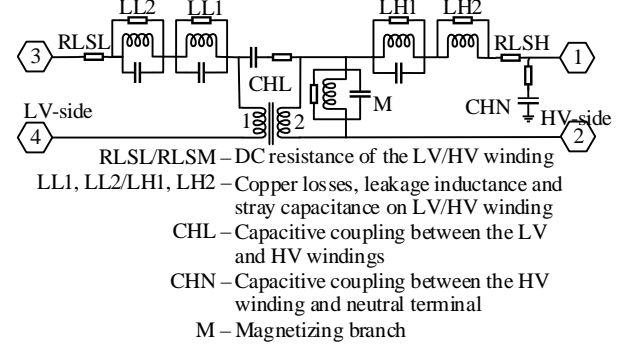 LL2 LL1 LH1 LH2
RLSL RLSH
3 1
CHL
M
CHN
LV-side HV-side
1 2
4 2
RLSL/RLSM – DC resistance of the LV/HV winding
LL1, LL2/LH1, LH2 – Copper losses, leakage inductance and
stray capacitance on LV/HV winding
CHL – Capacitive coupling between the LV
and HV windings
CHN – Capacitive coupling between the HV
winding and neutral terminal
M – Magnetizing branch